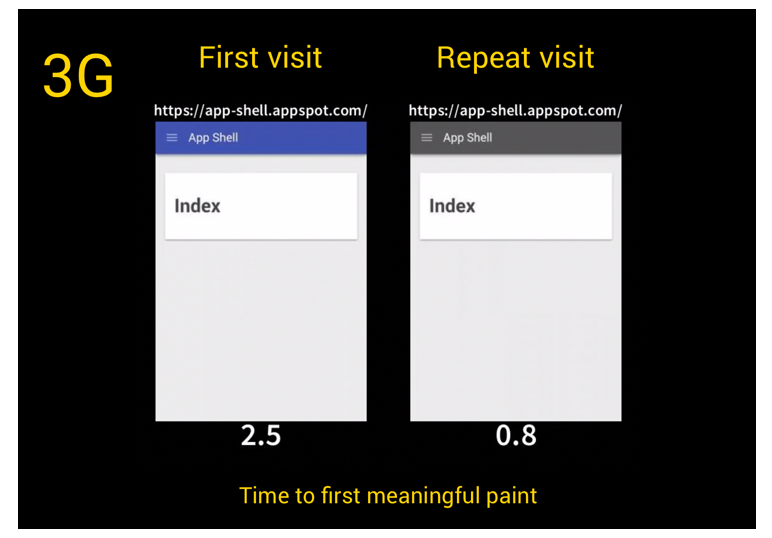 3G
First visit
Repeat visit
https://app-shell.appspot.com/
https://app-shell.appspot.com/
App Shell
App Shell
Index
Index
2.5
0.8
Time to first meaningful paint